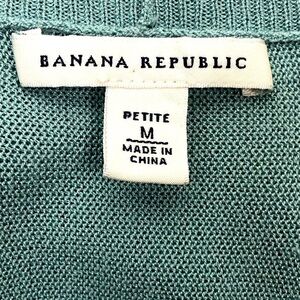 BANANA REPUBLIC
PETITE
M
MADE IN
CHINA